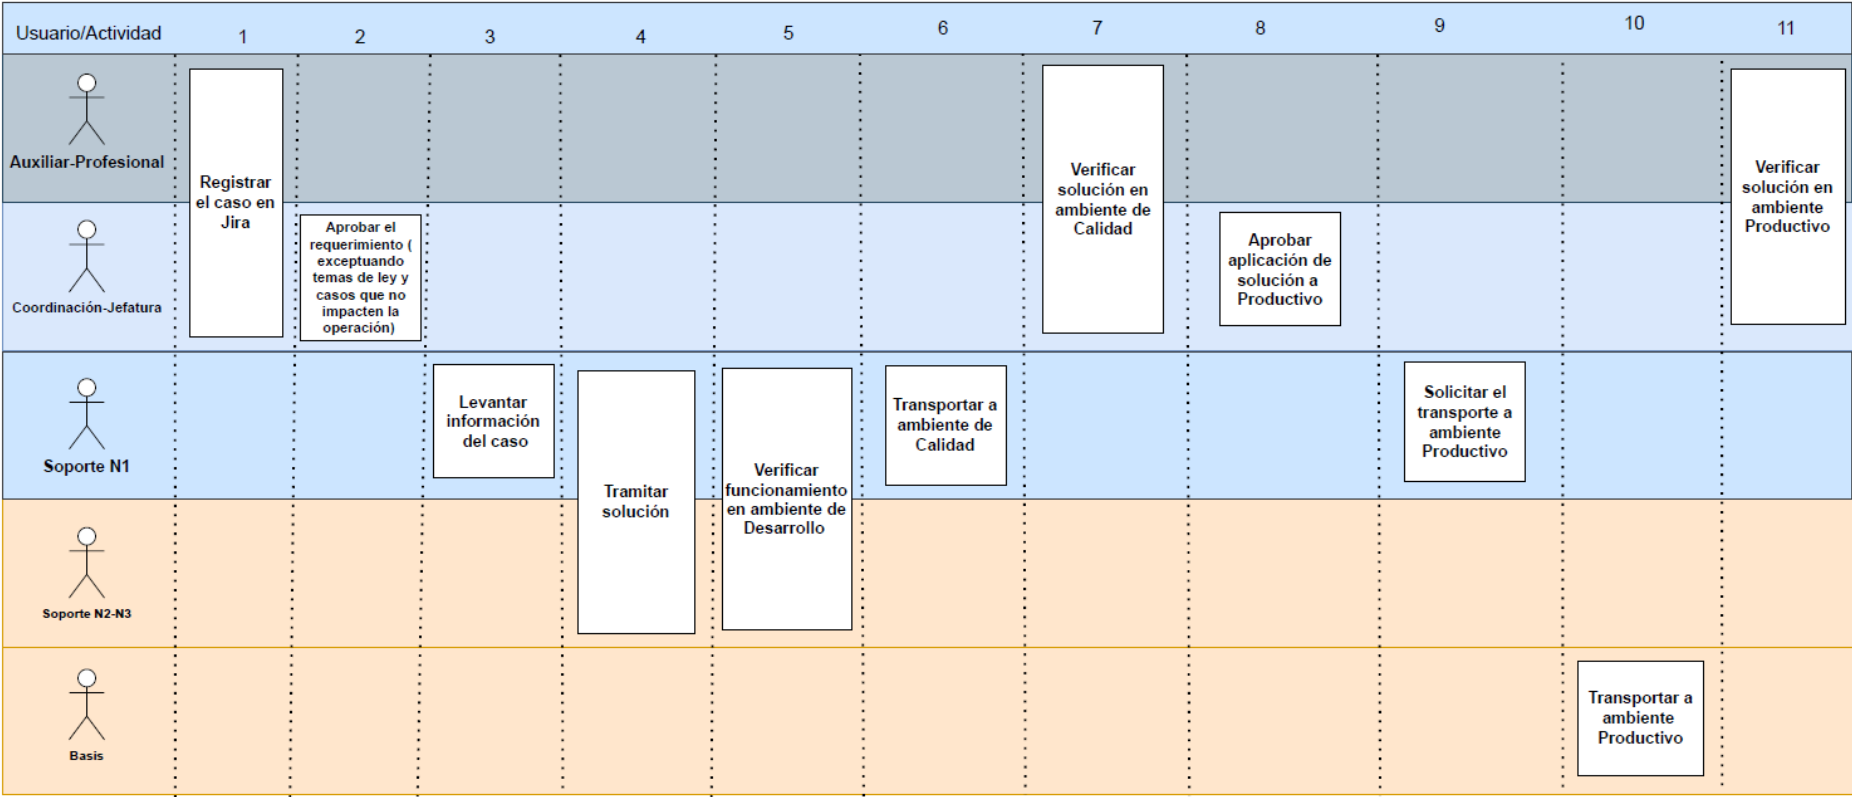 Usuario/Actividad
1
2
3
4
5
6
7
8
9
10
11
Auxiliar-Profesional
Registrar
el caso en
Jira
Verificar
solución en
ambiente de
Calidad
Verificar
solución en
ambiente
Productivo
Coordinación-Jefatura
Aprobar el
requerimiento (
exceptuando
temas de ley y
casos que no
impacten la
operación)
Aprobar
aplicación de
solución a
Productivo
Soporte N1
Levantar
información
del caso
Tramitar
solución
Verificar
funcionamiento
en ambiente de
Desarrollo
Transportar a
ambiente de
Calidad
Solicitar el
transporte a
ambiente
Productivo
Soporte N2-N3
Basis
Transportar a
ambiente
Productivo